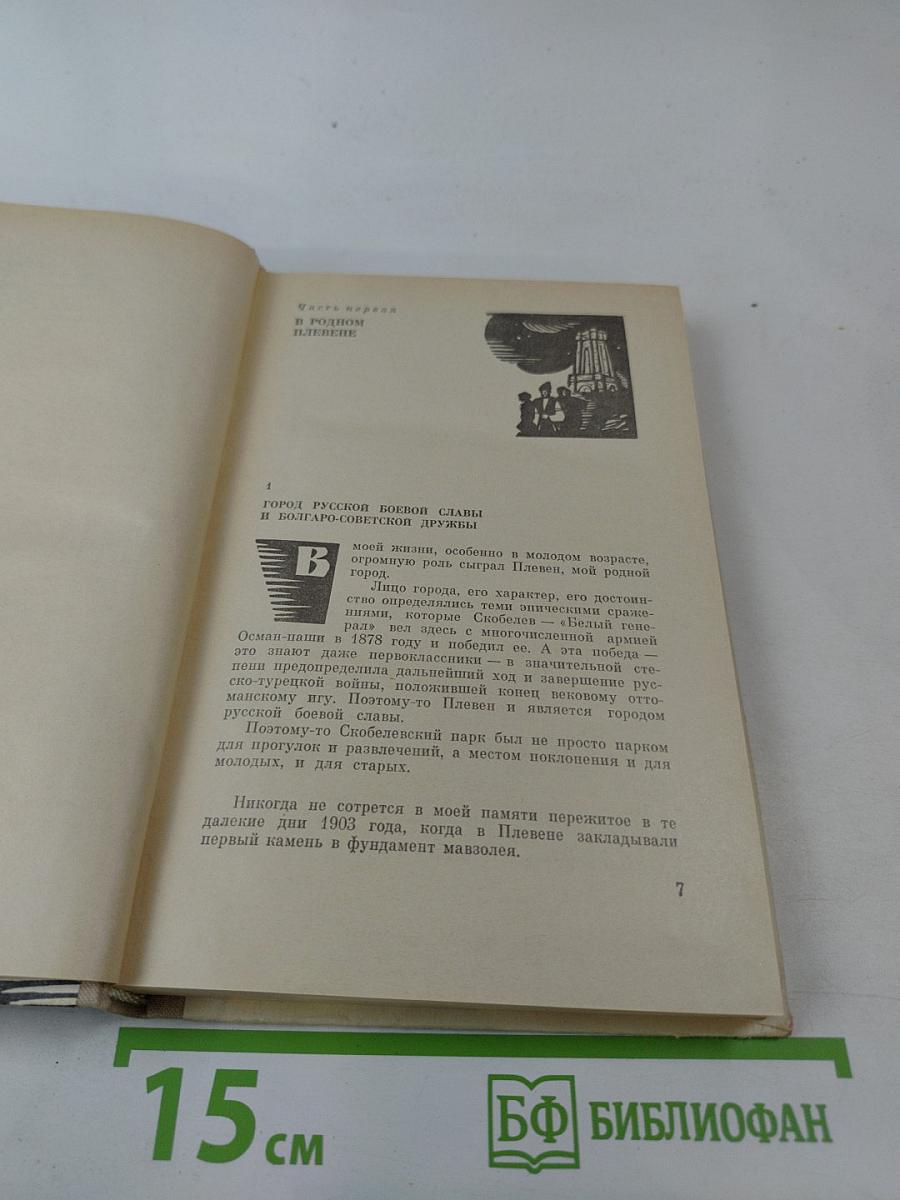 Часть первая
В РОДНОМ
ПЛЕВЕНЕ
1
ГОРОД РУССКОЙ БОЕВОЙ СЛАВЫ
И БОЛГАРО-СОВЕТСКОЙ ДРУЖБЫ
В моей жизни, особенно в молодом возрасте,
огромную роль сыграл Плевен, мой родной
город.
Лицо города, его характер, его достоин-
ство определялись теми эпическими сраже-
ниями, которые Скобелев — «Белый гене-
рал» вел здесь с многочисленной армией
Осман-паши в 1878 году и победил ее. А эта победа —
это знают даже первоклассники — в значительной сте-
пени предопределила дальнейший ход и завершение рус-
ско-турецкой войны, положившей конец вековому отто-
манскому игу. Поэтому-то Плевен и является городом
русской боевой славы.
Поэтому-то Скобелевский парк был не просто парком
для прогулок и развлечений, а местом поклонения и для
молодых, и для старых.
Никогда не сотрется в моей памяти пережитое в те
далекие дни 1903 года, когда в Плевене закладывали
первый камень в фундамент мавзолея.
7
15 см
БФ БИБЛИОФАН